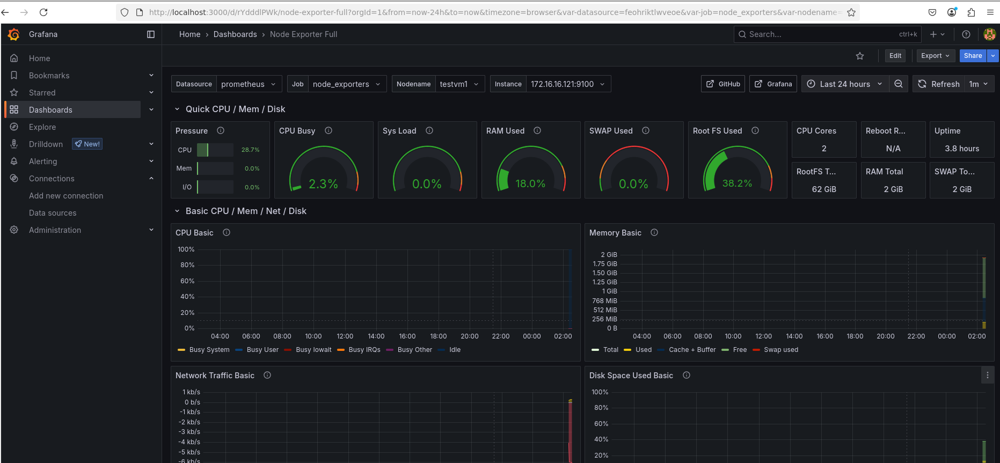 http://localhost:3000/d/rYdddlPWk/node-exporter-full?orgId=1&from=now-24h&to=now&timezone=browser&var-datasource=feohriktlwveoe&var-job=node_exporters&var-nodename=
Grafana
Home › Dashboards › Node Exporter Full
Search... ctrl+k
Home
Bookmarks
Starred
Dashboards
Explore
Drilldown New!
Alerting
Connections
Add new connection
Data sources
Administration
Edit Export Share
Datasource prometheus Job node_exporters Nodename testvm1 Instance 172.16.16.121:9100 GitHub Grafana Last 24 hours Refresh 1m
Quick CPU / Mem / Disk
Pressure
CPU 28.7%
Mem 0.0%
I/O 0.0%
CPU Busy
2.3%
Sys Load
0.0%
RAM Used
18.0%
SWAP Used
0.0%
Root FS Used
38.2%
CPU Cores
2
Reboot R...
N/A
Uptime
3.8 hours
RootFS T...
62 GiB
RAM Total
2 GiB
SWAP To...
2 GiB
Basic CPU / Mem / Net / Disk
CPU Basic
100%
80%
60%
40%
20%
0%
04:00 06:00 08:00 10:00 12:00 14:00 16:00 18:00 20:00 22:00 00:00 02:00
Busy System Busy User Busy Iowait Busy IRQs Busy Other Idle
Memory Basic
2 GiB
1.75 GiB
1.50 GiB
1.25 GiB
1 GiB
768 MiB
512 MiB
256 MiB
0 B
04:00 06:00 08:00 10:00 12:00 14:00 16:00 18:00 20:00 22:00 00:00 02:00
Total Used Cache + Buffer Free Swap used
Network Traffic Basic
1 kb/s
0 b/s
-1 kb/s
-2 kb/s
-3 kb/s
-4 kb/s
-5 kb/s
-6 kb/s
Disk Space Used Basic
100%
80%
60%
40%
20%